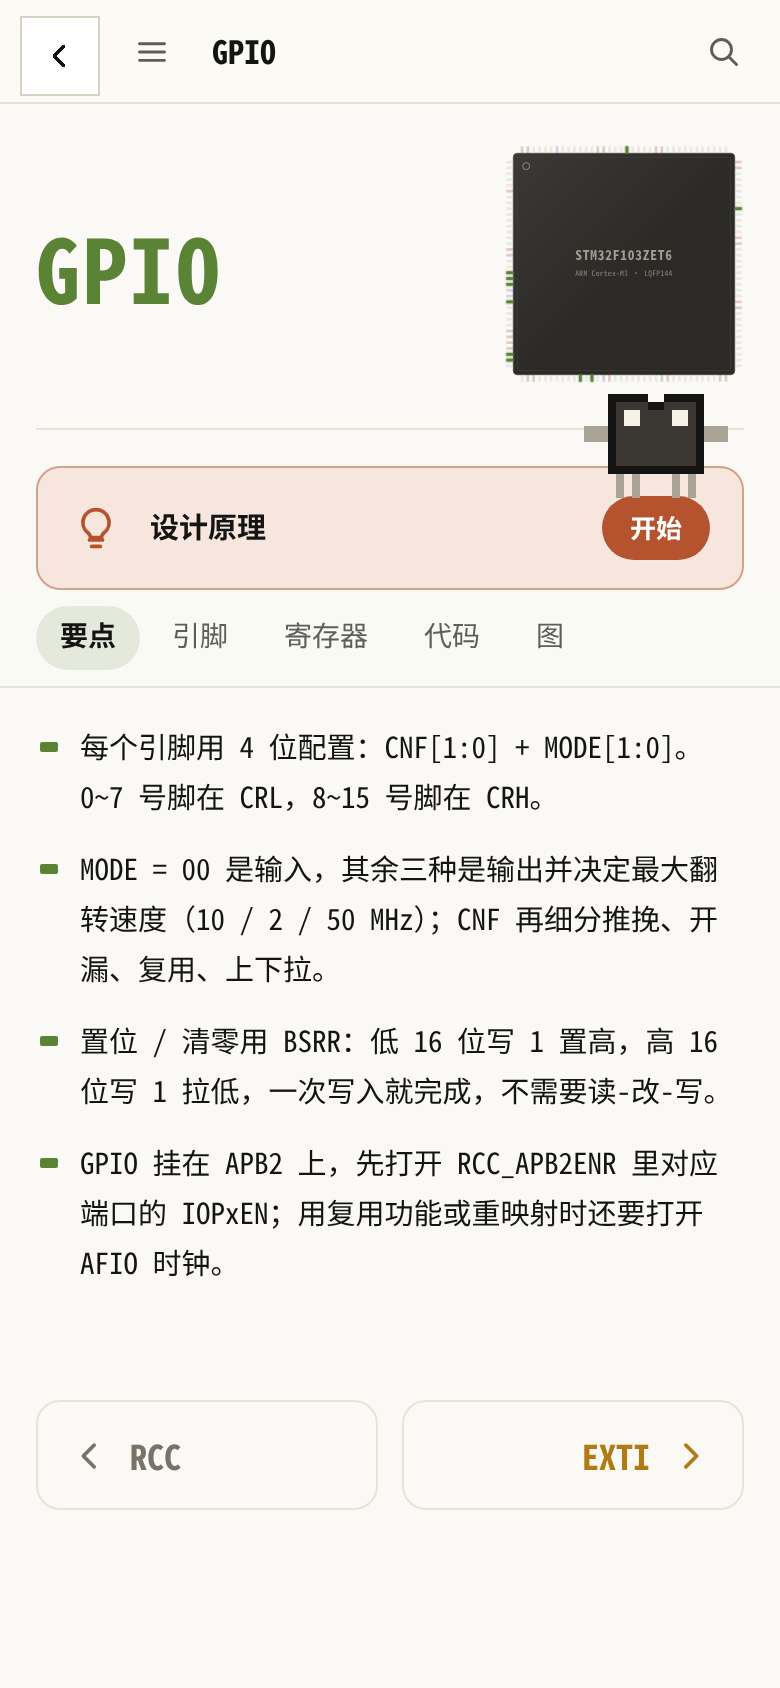 GPIO
GPIO
STM32F103ZET6
ARM Cortex-M3 · LQFP144
设计原理
开始
要点 引脚 寄存器 代码 图
每个引脚用 4 位配置：CNF[1:0] + MODE[1:0]。
0~7 号脚在 CRL，8~15 号脚在 CRH。
MODE = 00 是输入，其余三种是输出并决定最大翻
转速度（10 / 2 / 50 MHz）；CNF 再细分推挽、开
漏、复用、上下拉。
置位 / 清零用 BSRR：低 16 位写 1 置高，高 16
位写 1 拉低，一次写入就完成，不需要读-改-写。
GPIO 挂在 APB2 上，先打开 RCC_APB2ENR 里对应
端口的 IOPxEN；用复用功能或重映射时还要打开
AFIO 时钟。
RCC
EXTI